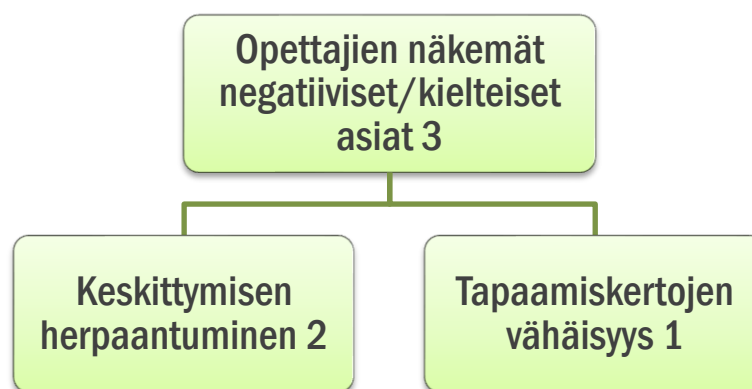 Opettajien näkemät
negatiiviset/kielteiset
asiat 3
Keskittymisen
herpaantuminen 2
Tapaamiskertojen
vähäisyys 1